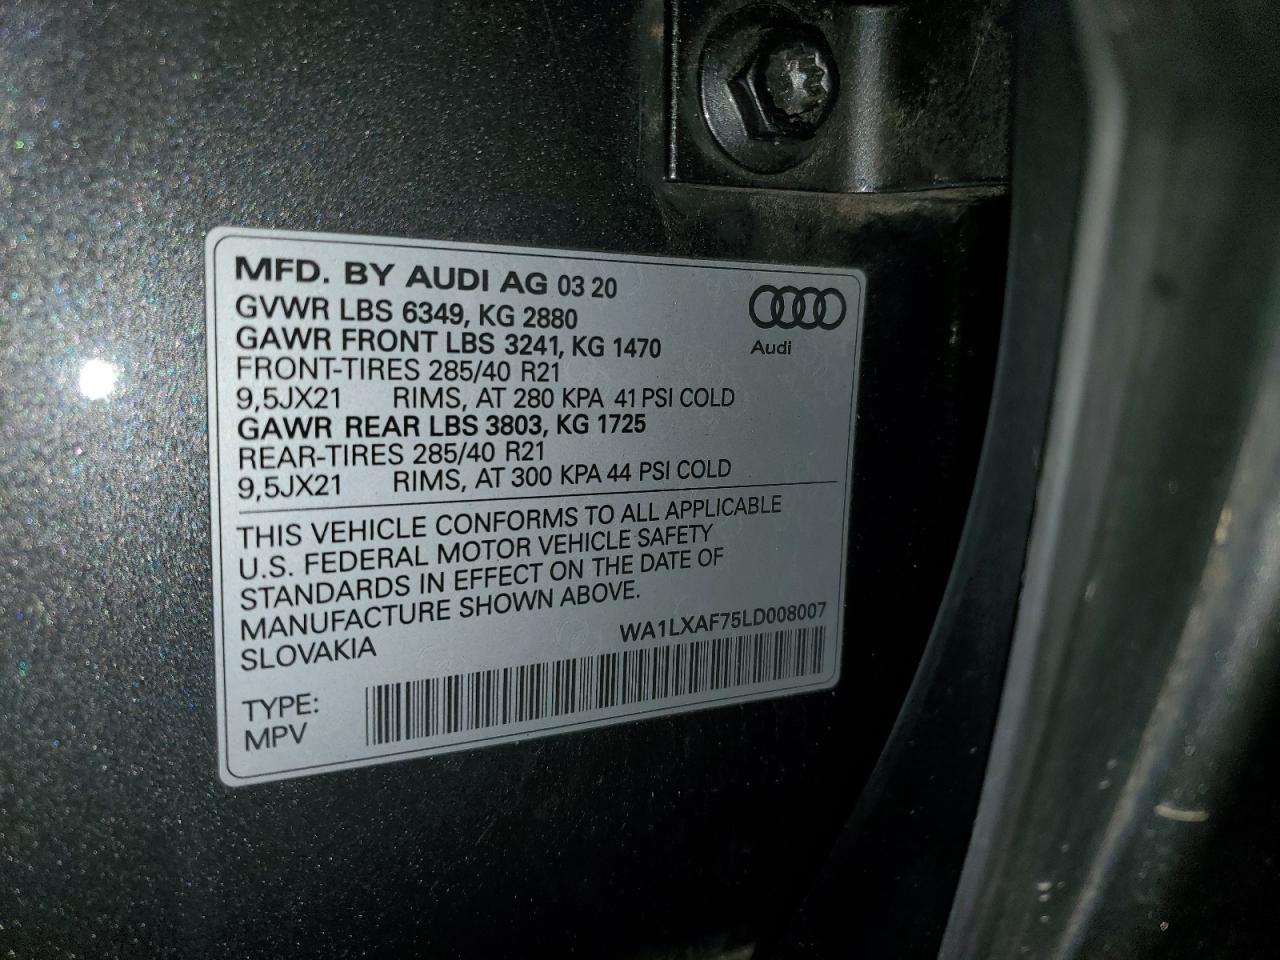 MFD. BY AUDI AG 03 20
GVWR LBS 6349, KG 2880
GAWR FRONT LBS 3241, KG 1470
FRONT-TIRES 285/40 R21
9,5JX21 RIMS, AT 280 KPA 41 PSI COLD
GAWR REAR LBS 3803, KG 1725
REAR-TIRES 285/40 R21
9,5JX21 RIMS, AT 300 KPA 44 PSI COLD
Audi
THIS VEHICLE CONFORMS TO ALL APPLICABLE
U.S. FEDERAL MOTOR VEHICLE SAFETY
STANDARDS IN EFFECT ON THE DATE OF
MANUFACTURE SHOWN ABOVE.
SLOVAKIA
WA1LXAF75LD008007
TYPE:
MPV